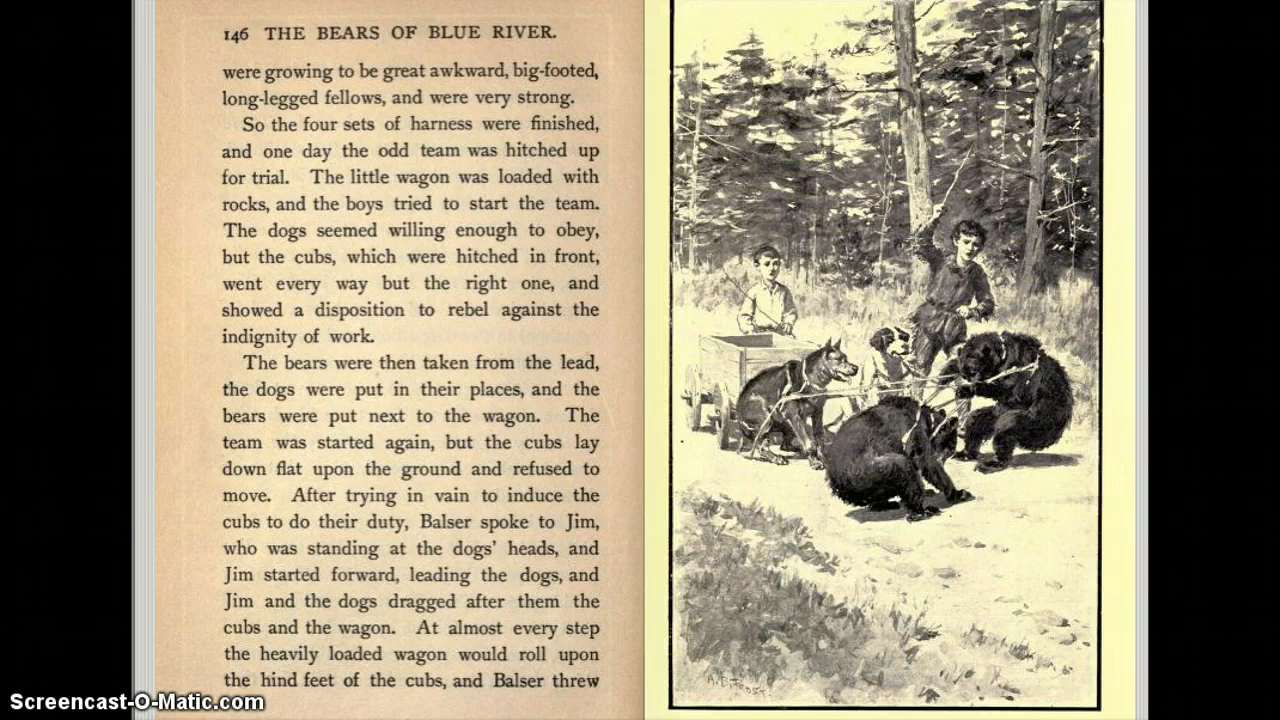 146 THE BEARS OF BLUE RIVER.
were growing to be great awkward, big-footed,
long-legged fellows, and were very strong.
So the four sets of harness were finished,
and one day the odd team was hitched up
for trial. The little wagon was loaded with
rocks, and the boys tried to start the team.
The dogs seemed willing enough to obey,
but the cubs, which were hitched in front,
went every way but the right one, and
showed a disposition to rebel against the
indignity of work.
The bears were then taken from the lead,
the dogs were put in their places, and the
bears were put next to the wagon. The
team was started again, but the cubs lay
down flat upon the ground and refused to
move. After trying in vain to induce the
cubs to do their duty, Balser spoke to Jim,
who was standing at the dogs' heads, and
Jim started forward, leading the dogs, and
Jim and the dogs dragged after them the
cubs and the wagon. At almost every step
the heavily loaded wagon would roll upon
the hind feet of the cubs, and Balser threw
A.B. Frost
Screencast-O-Matic.com